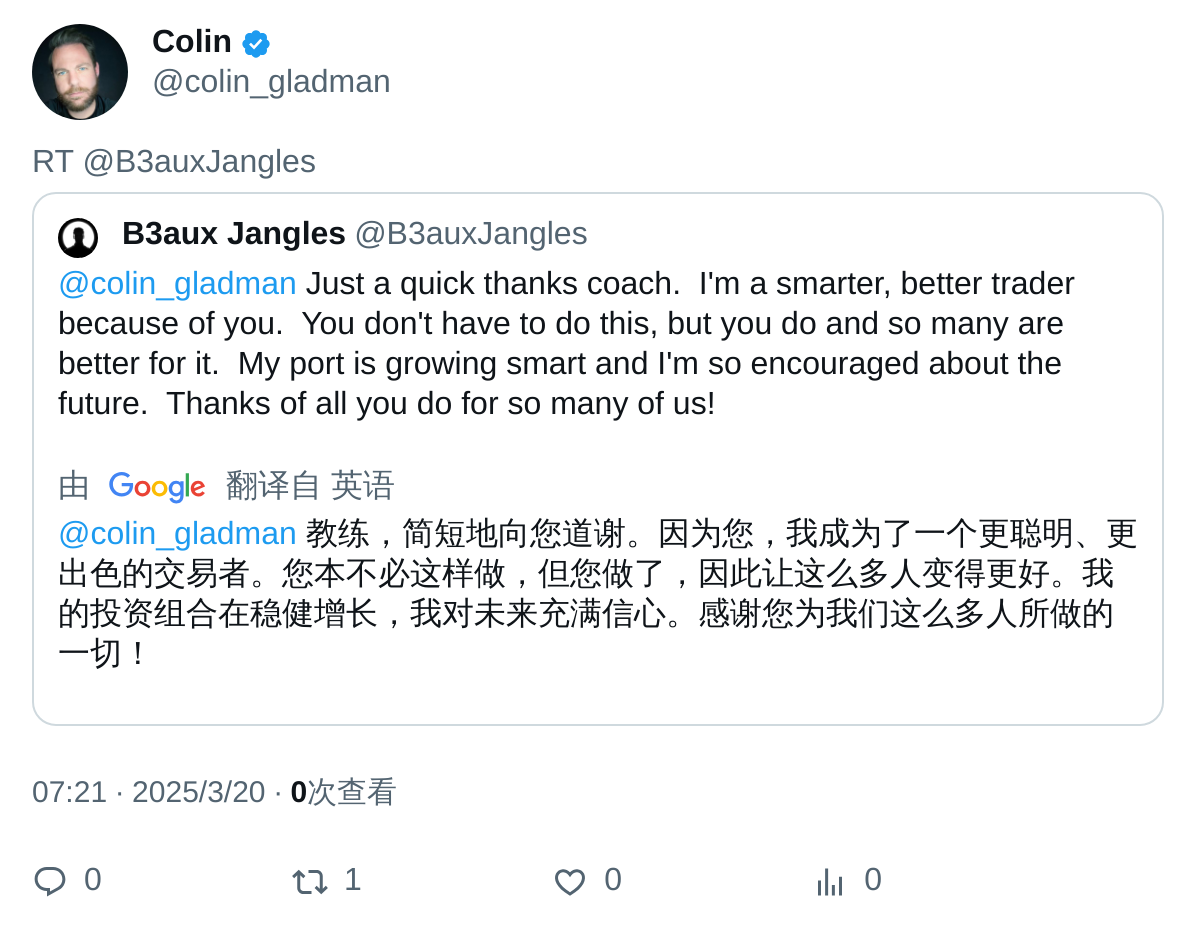 Colin
@colin_gladman
RT @B3auxJangles
B3aux Jangles @B3auxJangles
@colin_gladman Just a quick thanks coach.  I'm a smarter, better trader
because of you.  You don't have to do this, but you do and so many are
better for it.  My port is growing smart and I'm so encouraged about the
future.  Thanks of all you do for so many of us!
由 Google 翻译自 英语
@colin_gladman 教练，简短地向您道谢。因为您，我成为了一个更聪明、更
出色的交易者。您本不必这样做，但您做了，因此让这么多人变得更好。我
的投资组合在稳健增长，我对未来充满信心。感谢您为我们这么多人所做的
一切！
07:21 · 2025/3/20 · 0次查看
0 1 0 0